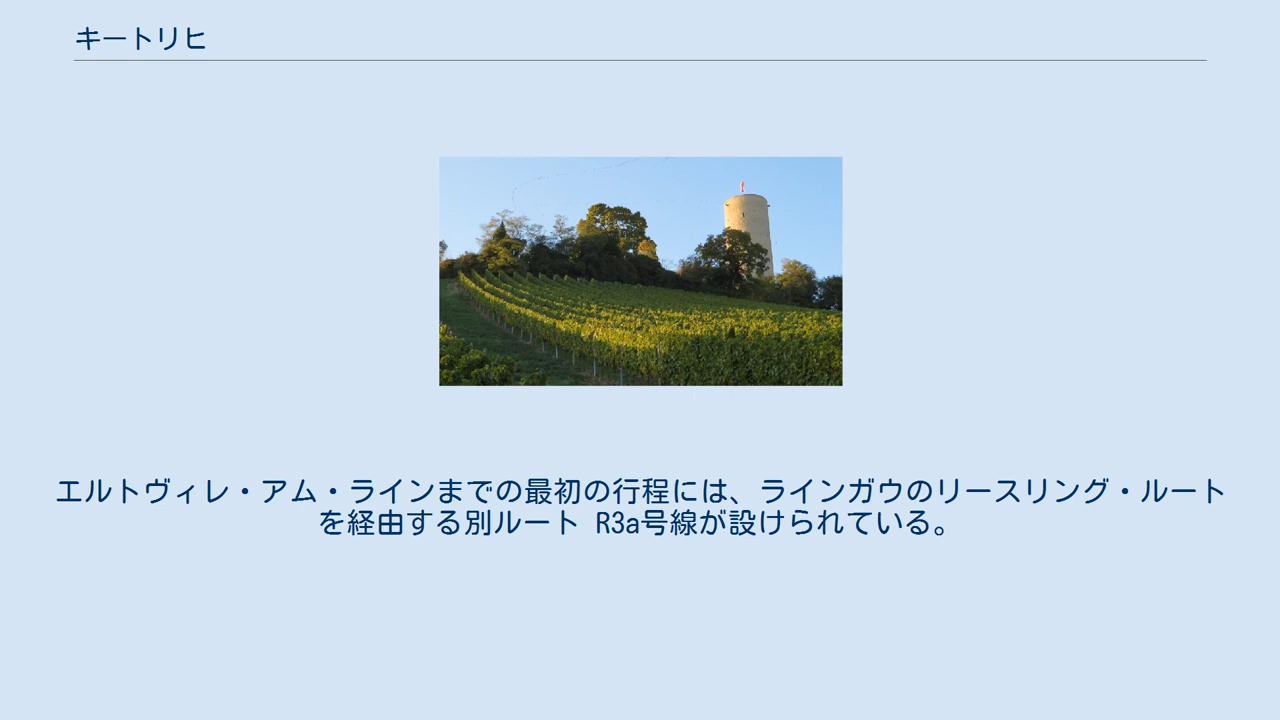 キートリヒ
エルトヴィレ・アム・ラインまでの最初の行程には、ラインガウのリースリング・ルート
を経由する別ルート R3a号線が設けられている。